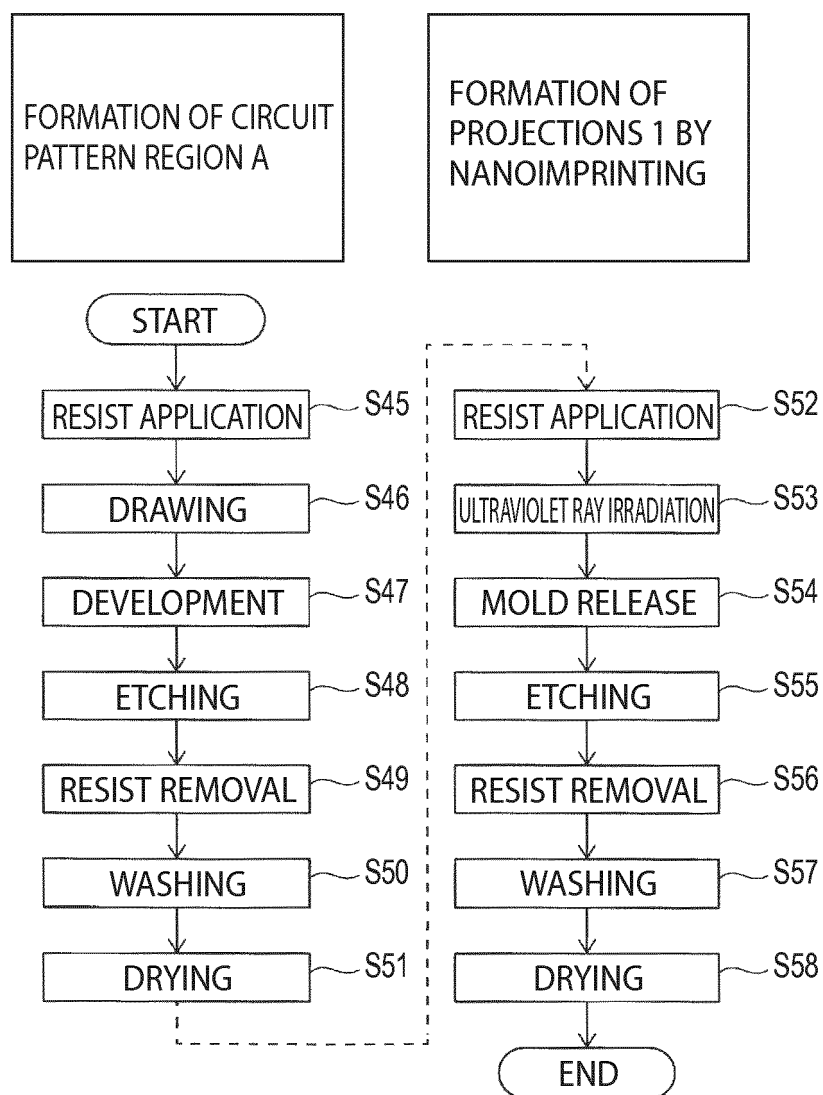 FORMATION OF CIRCUIT
PATTERN REGION A
FORMATION OF
PROJECTIONS 1 BY
NANOIMPRINTING
START
RESIST APPLICATION S45
DRAWING S46
DEVELOPMENT S47
ETCHING S48
RESIST REMOVAL S49
WASHING S50
DRYING S51
RESIST APPLICATION S52
ULTRAVIOLET RAY IRRADIATION S53
MOLD RELEASE S54
ETCHING S55
RESIST REMOVAL S56
WASHING S57
DRYING S58
END